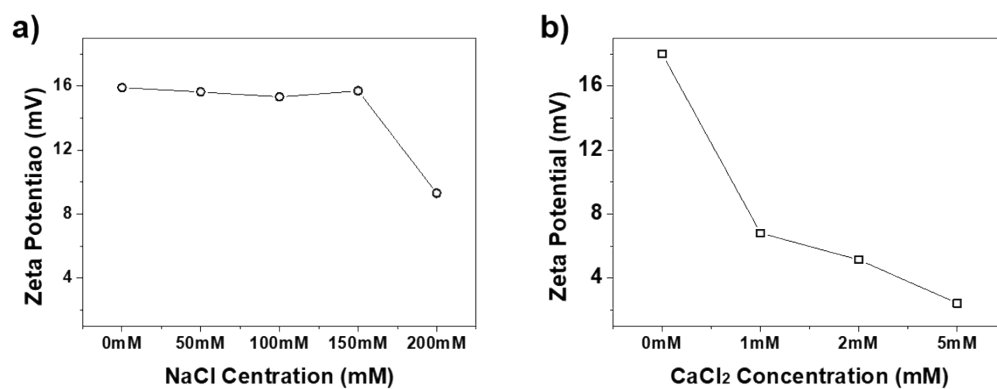 a)
Zeta Potentiao (mV)
16
12
8
4
0mM 50mM 100mM 150mM 200mM
NaCl Centration (mM)
b)
Zeta Potential (mV)
16
12
8
4
0mM 1mM 2mM 5mM
CaCl₂ Concentration (mM)